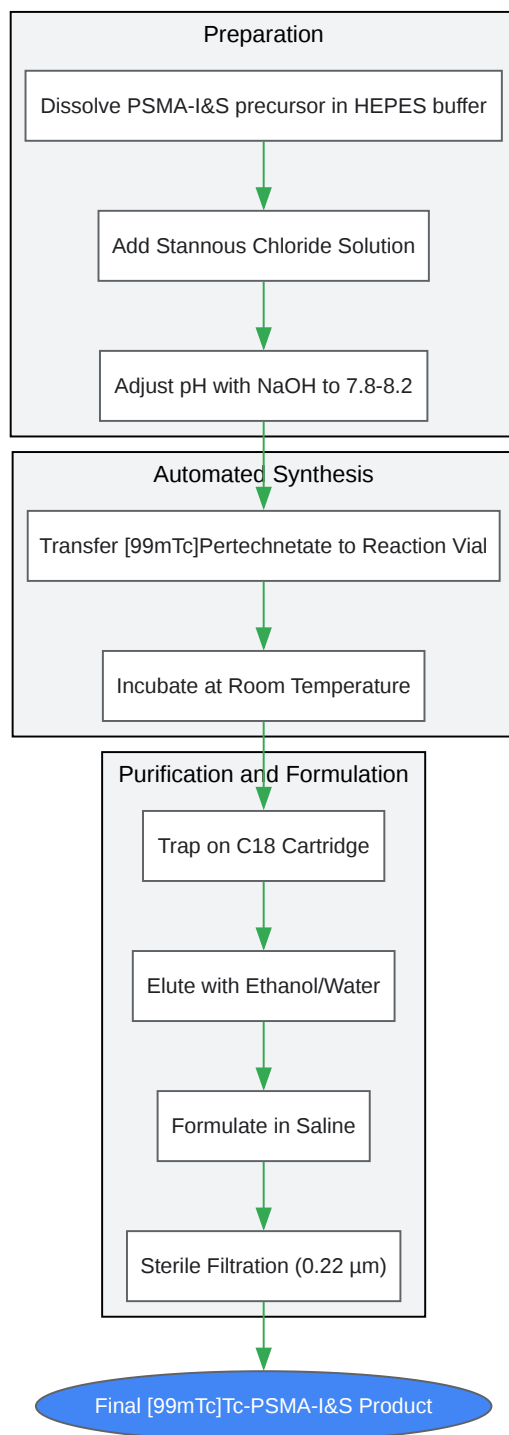 Preparation
Dissolve PSMA-I&S precursor in HEPES buffer
Add Stannous Chloride Solution
Adjust pH with NaOH to 7.8-8.2
Automated Synthesis
Transfer [99mTc]Pertechnetate to Reaction Vial
Incubate at Room Temperature
Purification and Formulation
Trap on C18 Cartridge
Elute with Ethanol/Water
Formulate in Saline
Sterile Filtration (0.22 µm)
Final [99mTc]Tc-PSMA-I&S Product